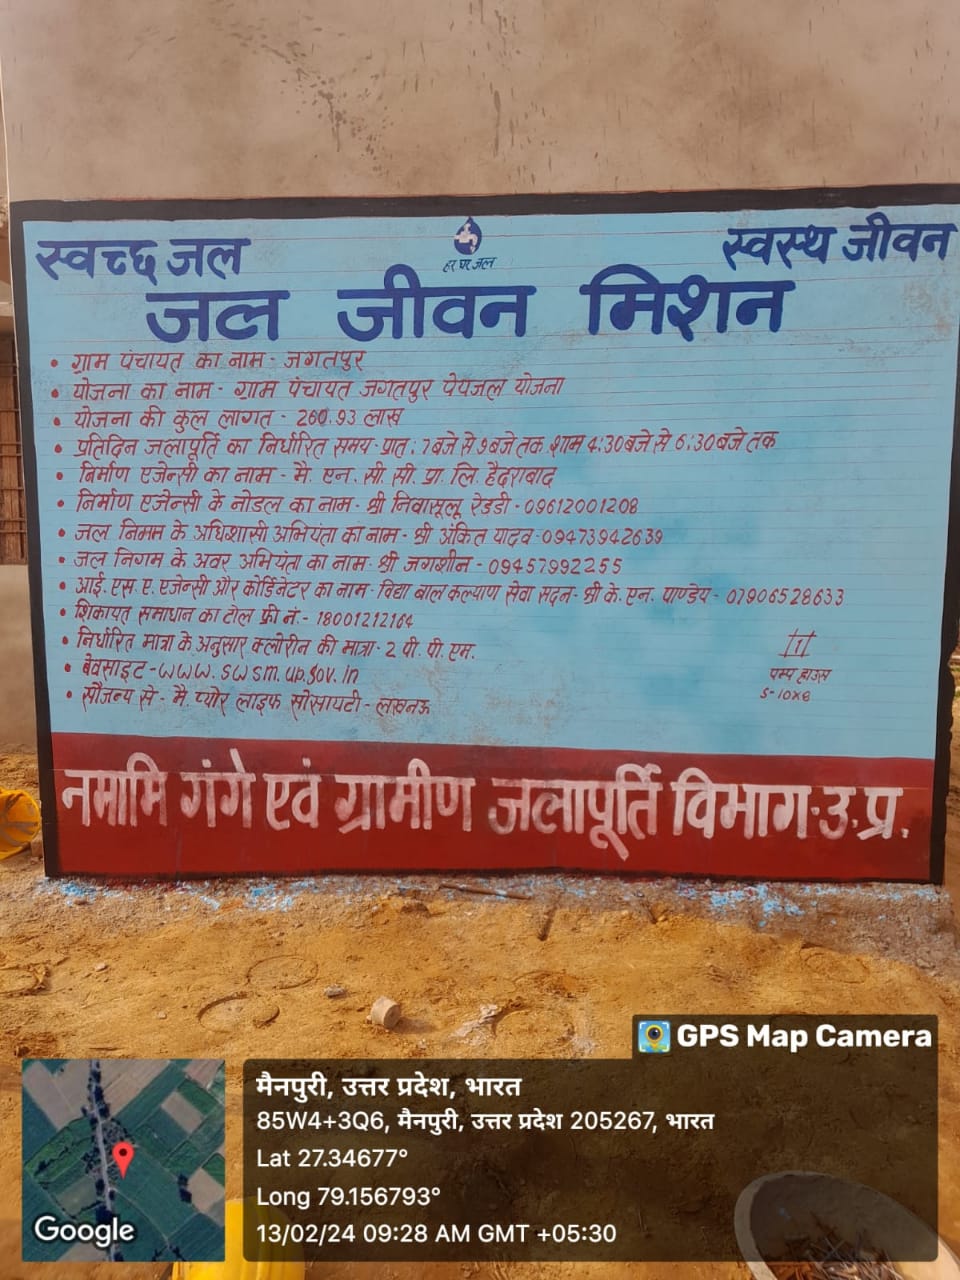 स्वच्छ जल
हर घर जल
स्वस्थ जीवन
जल जीवन मिशन
• ग्राम पंचायत का नाम - जगतपुर
• योजना का नाम - ग्राम पंचायत जगतपुर पेयजल योजना
• योजना की कुल लागत - 260.93 लाख
• प्रतिदिन जलापूर्ति का निर्धारित समय- प्रात: 7 बजे से 9 बजे तक शाम 4:30 बजे से 6:30 बजे तक
• निर्माण एजेन्सी का नाम - मै. एन. सी. सी. प्रा. लि. हैदराबाद
• निर्माण एजेन्सी के नोडल का नाम- श्री निवासूलू रेड्डी - 09612001208
• जल निगम के अधिशासी अभियंता का नाम - श्री अंकित यादव - 09473942639
• जल निगम के अवर अभियंता का नाम- श्री जगशीन - 09457992255
• आई. एस. ए. एजेन्सी और कोर्डिनेटर का नाम- विद्या बाल कल्याण सेवा सदन- श्री के. एन. पाण्डेय - 07906528633
• शिकायत समाधान का टोल फ्री नं.- 18001212164
• निर्धारित मात्रा के अनुसार क्लोरीन की मात्रा- 2 पी. पी. एम.
• बेवसाइट - www.swsm.up.gov.in
• सौजन्य से - मै. प्योर लाइफ सोसायटी - लखनऊ
पम्प हाउस
S-10x8
नमामि गंगे एवं ग्रामीण जलापूर्ति विभाग. उ. प्र.
GPS Map Camera
मैनपुरी, उत्तर प्रदेश, भारत
85W4+3Q6, मैनपुरी, उत्तर प्रदेश 205267, भारत
Lat 27.34677°
Long 79.156793°
13/02/24 09:28 AM GMT +05:30
Google